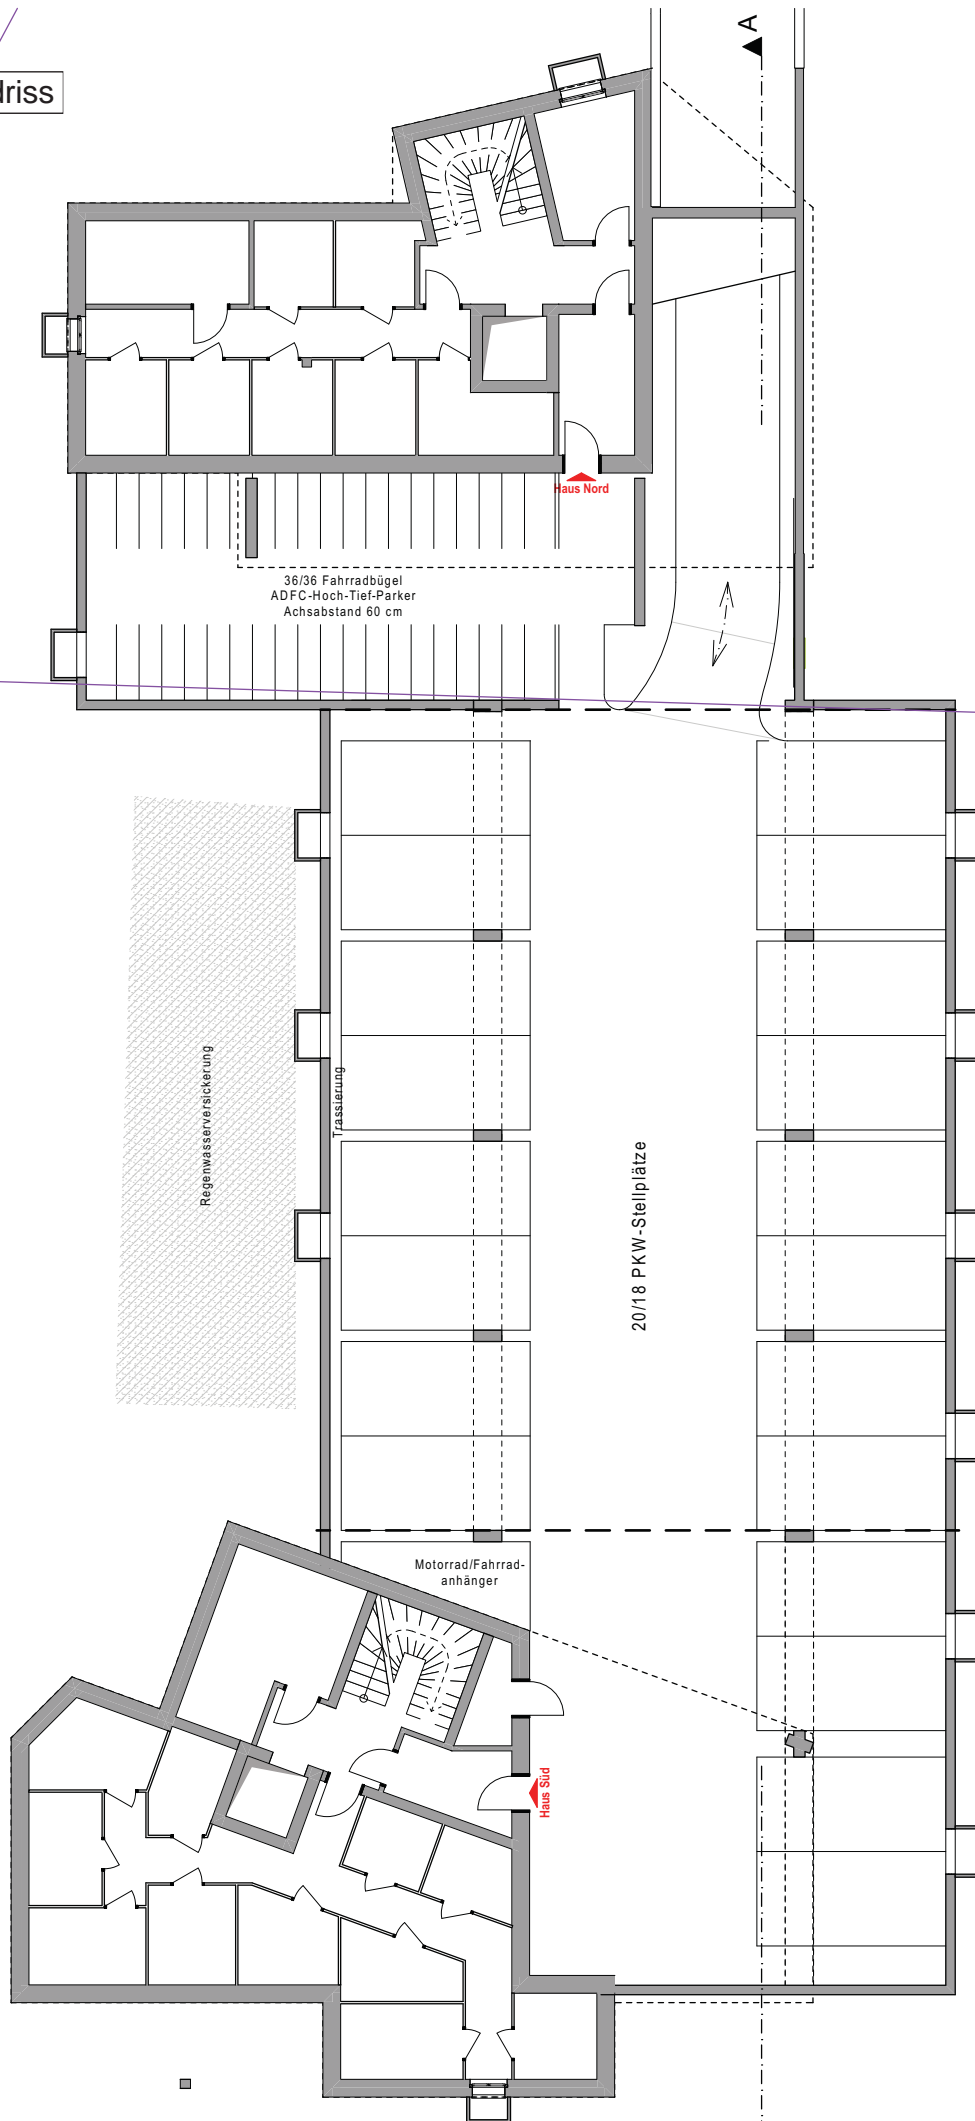 driss
A
Haus Nord
36/36 Fahrradbügel
ADFC-Hoch-Tief-Parker
Achsabstand 60 cm
Regenwasserversickerung
Trassierung
20/18 PKW-Stellplätze
Motorrad/Fahrrad-
anhänger
Haus Süd